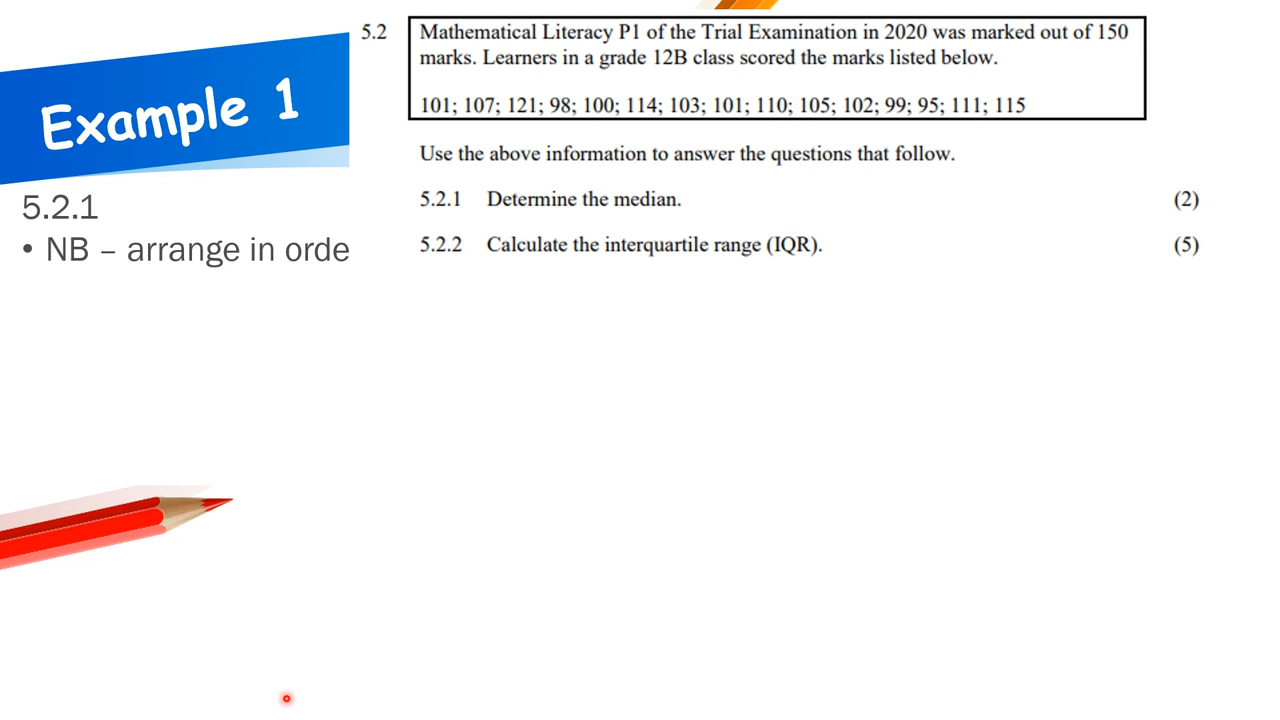 Example 1
5.2.1
• NB – arrange in orde
5.2 Mathematical Literacy P1 of the Trial Examination in 2020 was marked out of 150
marks. Learners in a grade 12B class scored the marks listed below.
101; 107; 121; 98; 100; 114; 103; 101; 110; 105; 102; 99; 95; 111; 115
Use the above information to answer the questions that follow.
5.2.1 Determine the median. (2)
5.2.2 Calculate the interquartile range (IQR). (5)